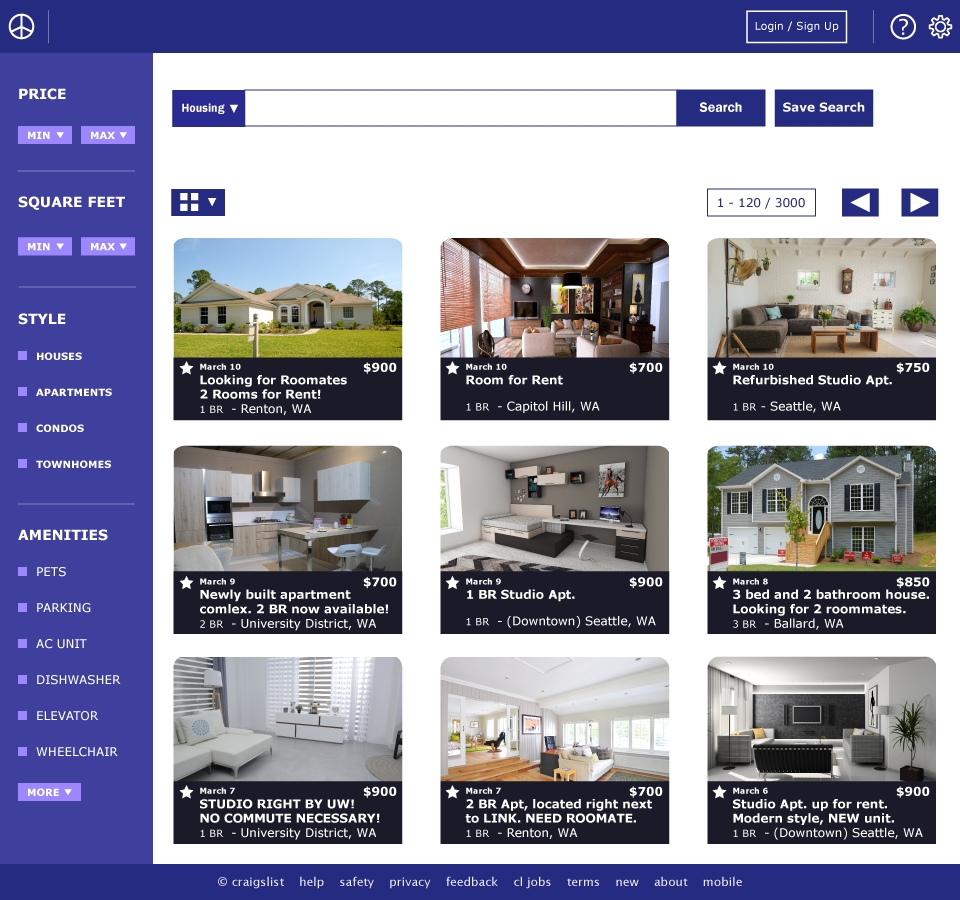 Login / Sign Up
PRICE
MIN ▼ MAX ▼
SQUARE FEET
MIN ▼ MAX ▼
STYLE
HOUSES
APARTMENTS
CONDOS
TOWNHOMES
AMENITIES
PETS
PARKING
AC UNIT
DISHWASHER
ELEVATOR
WHEELCHAIR
MORE ▼
Housing ▼
Search
Save Search
1 - 120 / 3000
March 10 $900
Looking for Roomates
2 Rooms for Rent!
1 BR - Renton, WA
March 10 $700
Room for Rent
1 BR - Capitol Hill, WA
March 10 $750
Refurbished Studio Apt.
1 BR - Seattle, WA
March 9 $700
Newly built apartment
comlex. 2 BR now available!
2 BR - University District, WA
March 9 $900
1 BR Studio Apt.
1 BR - (Downtown) Seattle, WA
March 8 $850
3 bed and 2 bathroom house.
Looking for 2 roommates.
3 BR - Ballard, WA
March 7 $900
STUDIO RIGHT BY UW!
NO COMMUTE NECESSARY!
1 BR - University District, WA
March 7 $700
2 BR Apt, located right next
to LINK. NEED ROOMATE.
1 BR - Renton, WA
March 6 $900
Studio Apt. up for rent.
Modern style, NEW unit.
1 BR - (Downtown) Seattle, WA
© craigslist help safety privacy feedback cl jobs terms new about mobile